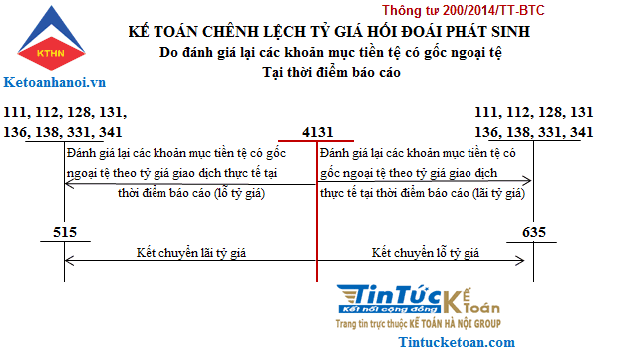 Thông tư 200/2014/TT-BTC
KẾ TOÁN CHÊNH LỆCH TỶ GIÁ HỐI ĐOÁI PHÁT SINH
Do đánh giá lại các khoản mục tiền tệ có gốc ngoại tệ
Tại thời điểm báo cáo
KTHN
Ketoanhanoi.vn
111, 112, 128, 131,
136, 138, 331, 341
4131
111, 112, 128, 131
136, 138, 331, 341
Đánh giá lại các khoản mục tiền tệ có gốc
ngoại tệ theo tỷ giá giao dịch thực tế tại
thời điểm báo cáo (lỗ tỷ giá)
Đánh giá lại các khoản mục tiền tệ có
gốc ngoại tệ theo tỷ giá giao dịch
thực tế tại thời điểm báo cáo (lãi tỷ giá)
515
635
Kết chuyển lãi tỷ giá
Kết chuyển lỗ tỷ giá
TinTức KẾ Toán
Kết nối cộng đồng
Trang tin trực thuộc KẾ TOÁN HÀ NỘI GROUP
Tintucketoan.com